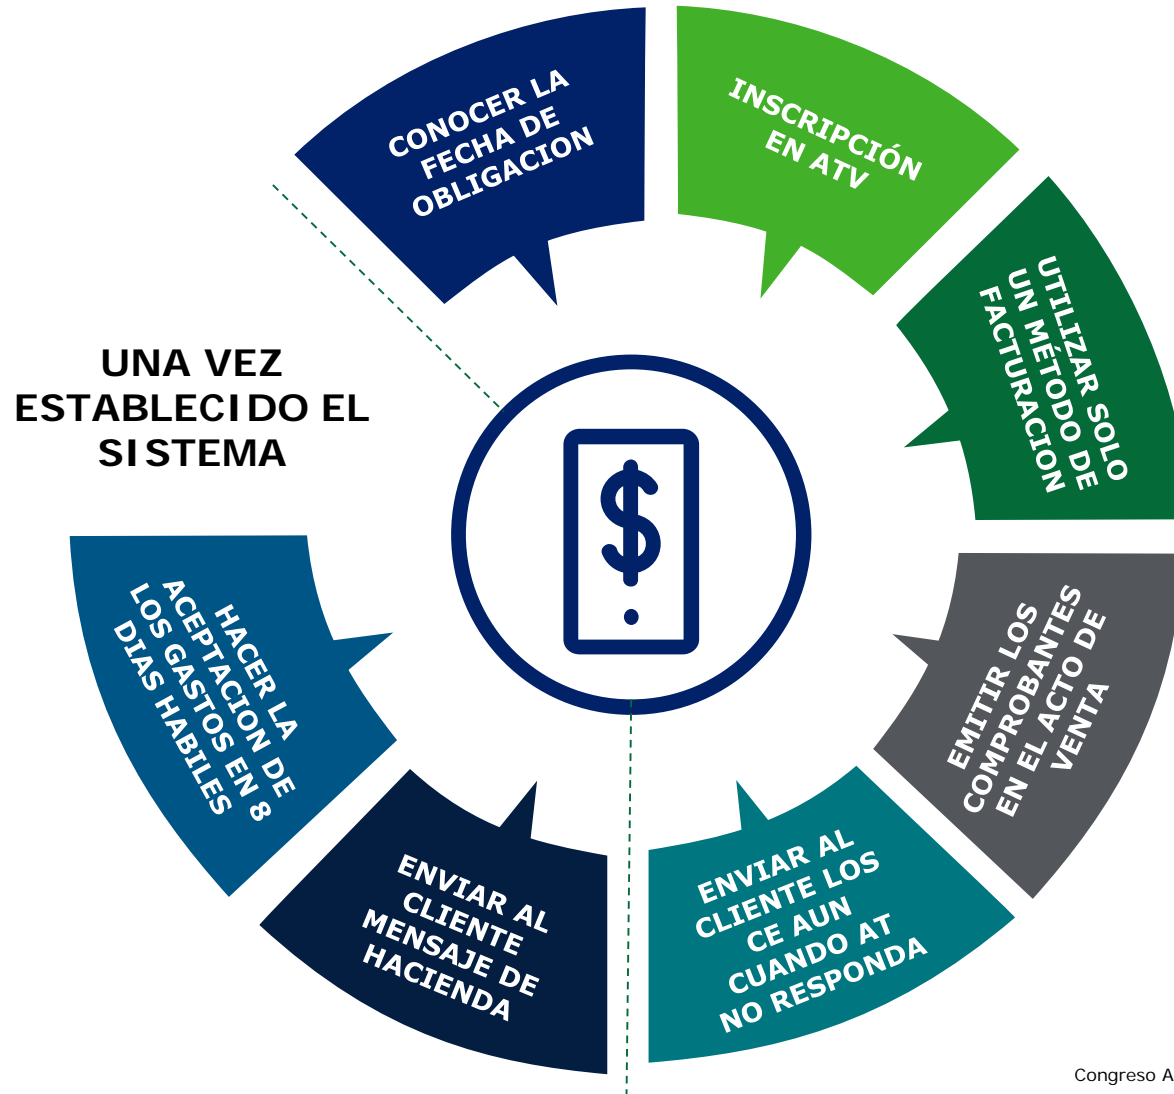 CONOCER LA
FECHA DE
OBLIGACION
INSCRIPCIÓN
EN ATV
UTILIZAR SOLO
UN MÉTODO DE
FACTURACION
EMITIR LOS
COMPROBANTES
EN EL ACTO DE
VENTA
ENVIAR AL
CLIENTE LOS
CE AUN
CUANDO AT
NO RESPONDA
ENVIAR AL
CLIENTE
MENSAJE DE
HACIENDA
HACER LA
ACEPTACION DE
LOS GASTOS EN 8
DIAS HABILES
UNA VEZ
ESTABLECIDO EL
SISTEMA
$
Congreso A